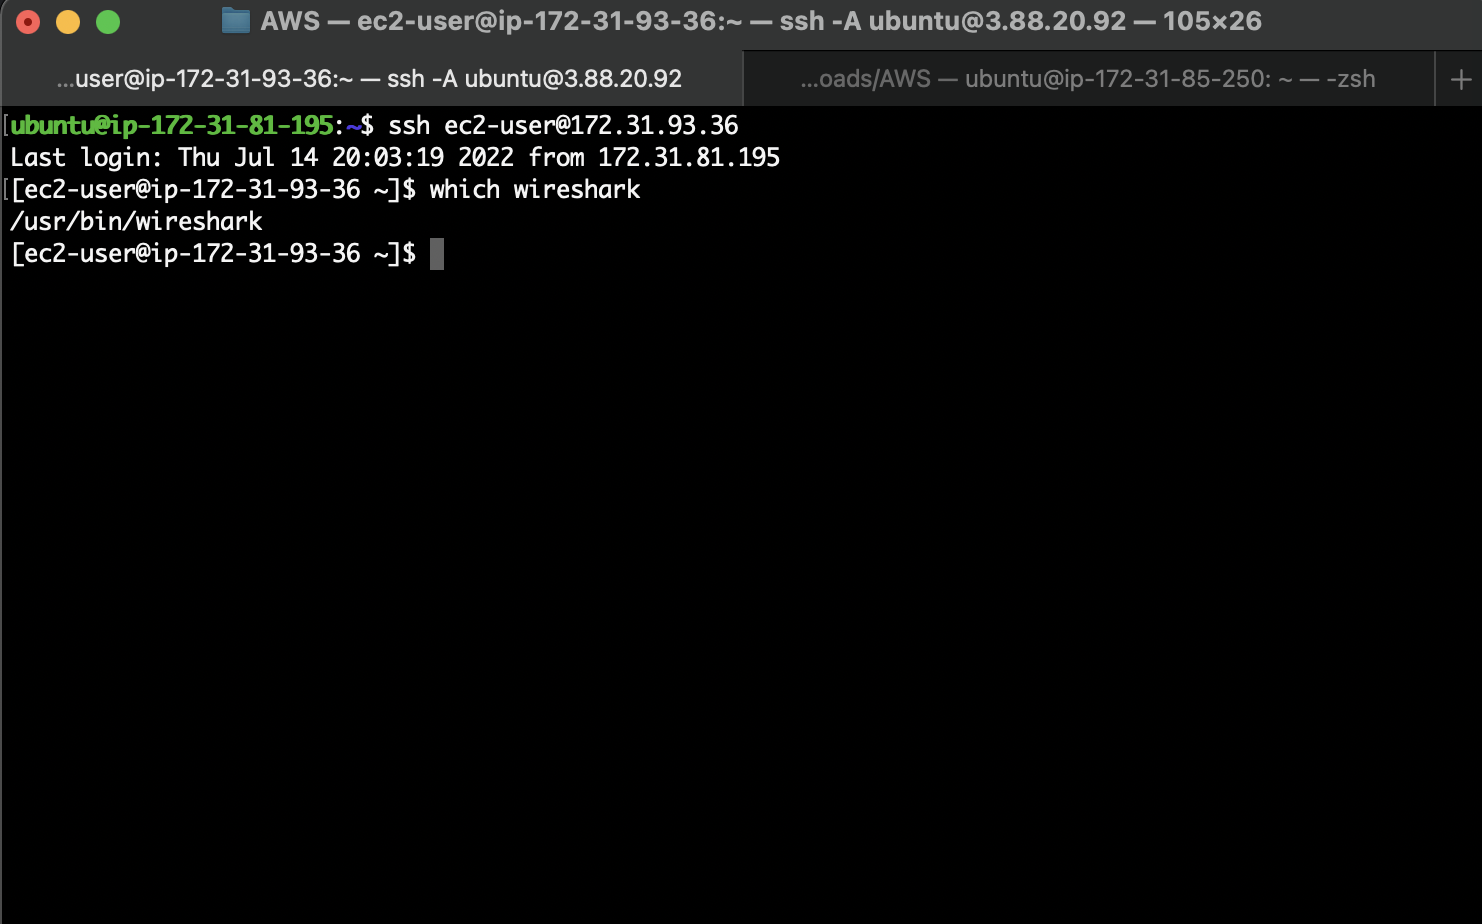 AWS — ec2-user@ip-172-31-93-36:~ — ssh -A ubuntu@3.88.20.92 — 105×26
...user@ip-172-31-93-36:~ — ssh -A ubuntu@3.88.20.92
...oads/AWS — ubuntu@ip-172-31-85-250: ~ — -zsh
+
[ubuntu@ip-172-31-81-195:~$ ssh ec2-user@172.31.93.36
Last login: Thu Jul 14 20:03:19 2022 from 172.31.81.195
[[ec2-user@ip-172-31-93-36 ~]$ which wireshark
/usr/bin/wireshark
[ec2-user@ip-172-31-93-36 ~]$